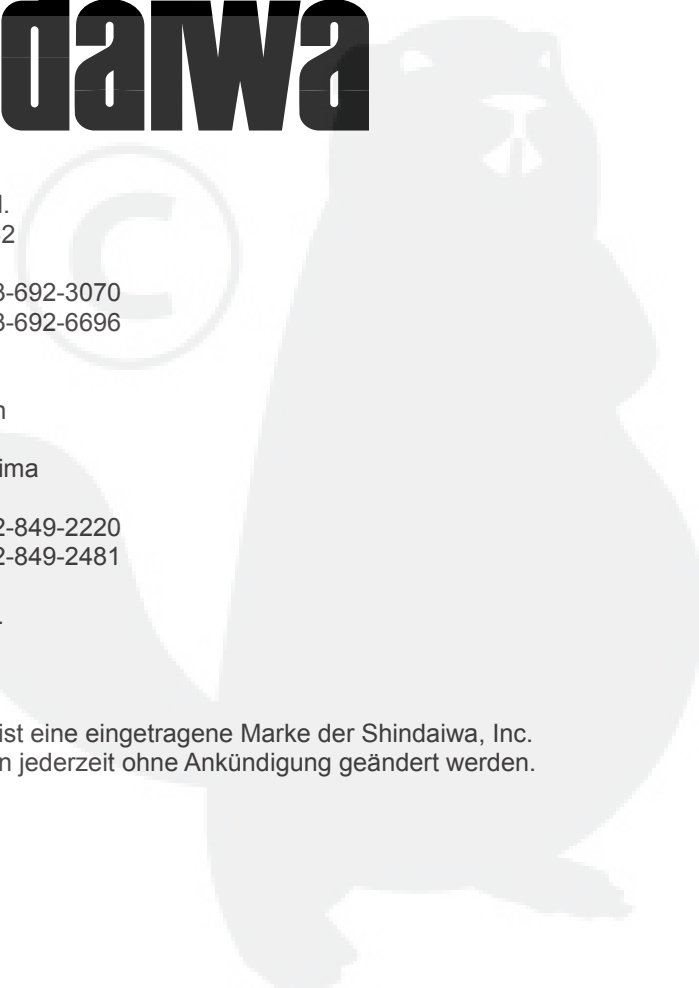 daiwa
l.
2
3-692-3070
3-692-6696
n
ima
2-849-2220
2-849-2481
.
ist eine eingetragene Marke der Shindaiwa, Inc.
n jederzeit ohne Ankündigung geändert werden.
©